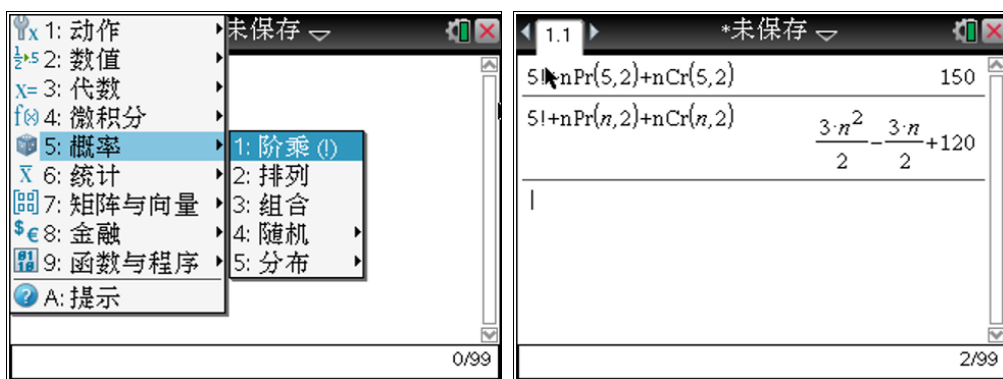 1: 动作
未保存
2: 数值
x= 3: 代数
4: 微积分
5: 概率
6: 统计
7: 矩阵与向量
8: 金融
9: 函数与程序
A: 提示
1: 阶乘 (!)
2: 排列
3: 组合
4: 随机
5: 分布
0/99
1.1
*未保存
5!+nPr(5,2)+nCr(5,2) 150
5!+nPr(n,2)+nCr(n,2) 3·n²/2-3·n/2+120
2/99